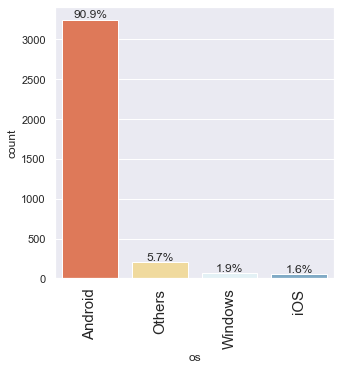 90.9%
3000
2500
2000
count
1500
1000
500
5.7%
1.9%
1.6%
0
Android
Others
Windows
iOS
os